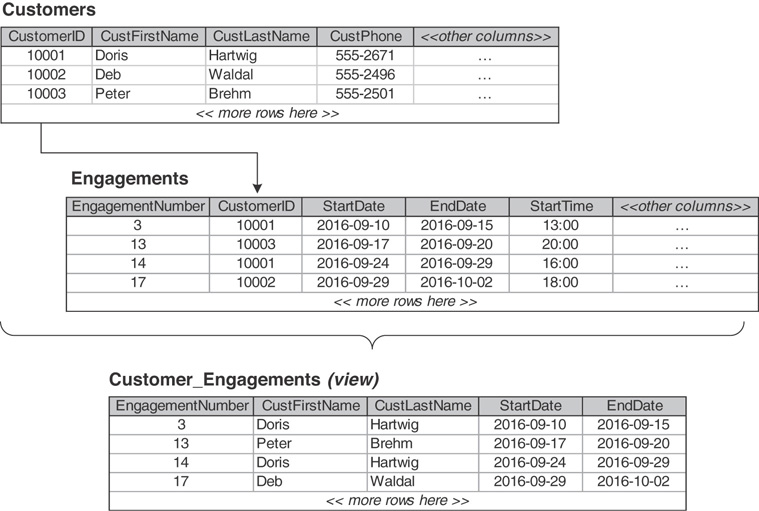 Customers
CustomerID CustFirstName CustLastName CustPhone <<other columns>>
10001 Doris Hartwig 555-2671 …
10002 Deb Waldal 555-2496 …
10003 Peter Brehm 555-2501 …
<< more rows here >>
Engagements
EngagementNumber CustomerID StartDate EndDate StartTime <<other columns>>
3 10001 2016-09-10 2016-09-15 13:00 …
13 10003 2016-09-17 2016-09-20 20:00 …
14 10001 2016-09-24 2016-09-29 16:00 …
17 10002 2016-09-29 2016-10-02 18:00 …
<< more rows here >>
Customer_Engagements (view)
EngagementNumber CustFirstName CustLastName StartDate EndDate
3 Doris Hartwig 2016-09-10 2016-09-15
13 Peter Brehm 2016-09-17 2016-09-20
14 Doris Hartwig 2016-09-24 2016-09-29
17 Deb Waldal 2016-09-29 2016-10-02
<< more rows here >>